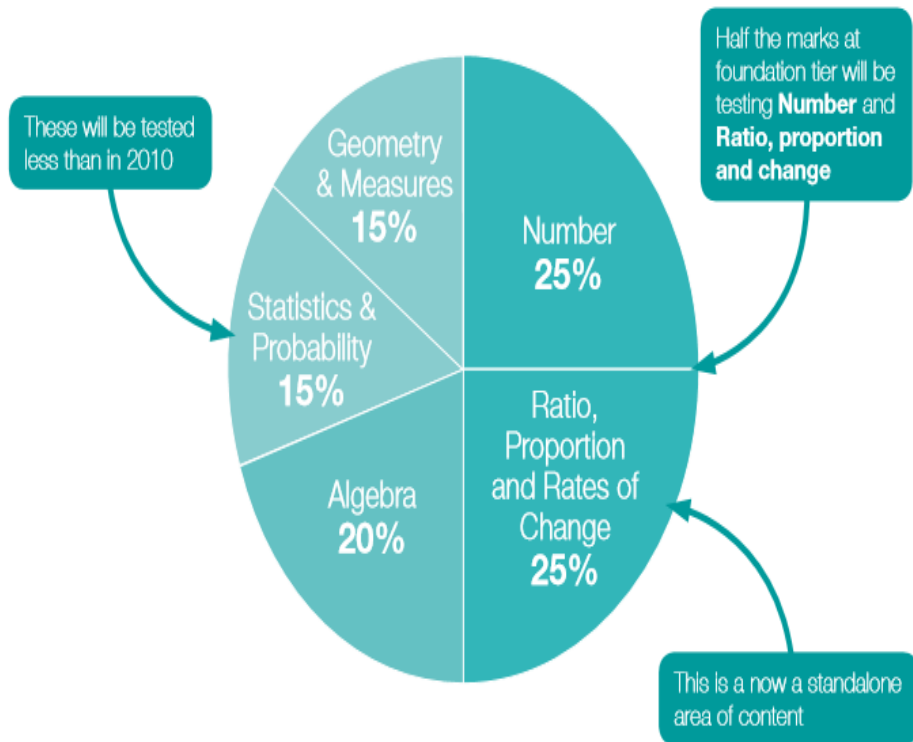 Half the marks at
foundation tier will be
testing Number and
Ratio, proportion
and change
These will be tested
less than in 2010
Geometry
& Measures
15%
Number
25%
Statistics &
Probability
15%
Ratio,
Proportion
and Rates of
Change
25%
Algebra
20%
This is a now a standalone
area of content